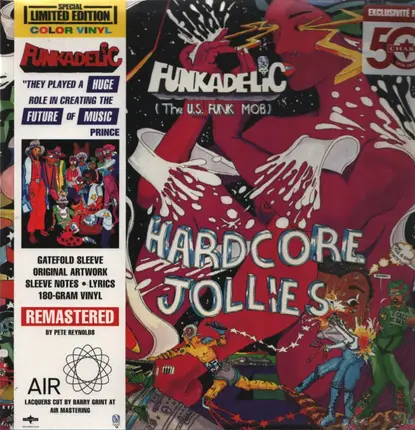 SPECIAL
LIMITED EDITION
COLOR VINYL
FUNKADELIC
"THEY PLAYED A HUGE
ROLE IN CREATING THE
FUTURE OF MUSIC
PRINCE
GATEFOLD SLEEVE
ORIGINAL ARTWORK
SLEEVE NOTES • LYRICS
180-GRAM VINYL
REMASTERED
BY PETE REYNOLDS
AIR
LACQUERS CUT BY BARRY GRINT AT
AIR MASTERING
EXCLUSIVITÉ
50
FUNKADELIC
(The U.S. FUNK MOB)
HARDCORE
JOLLIES